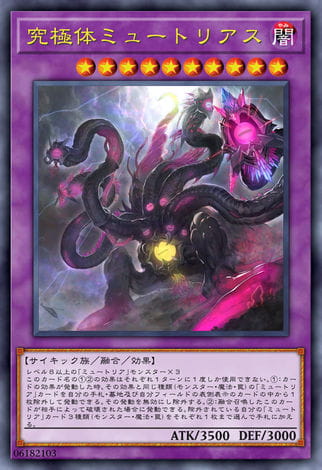 究極体ミュートリアス
やみ
闇
【サイキック族/融合/効果】
レベル8以上の「ミュートリア」モンスター×3
このカード名の①②の効果はそれぞれ1ターンに1度しか使用できない。①:カー
ドの効果が発動した時、その効果と同じ種類(モンスター・魔法・罠)の「ミュートリア」
カードを自分の手札・墓地及び自分フィールドの表側表示のカードの中から1
枚除外して発動できる。その発動を無効にし除外する。②:融合召喚したこのカー
ドが相手によって破壊された場合に発動できる。除外されている自分の「ミュート
リア」カード3種類(モンスター・魔法・罠)をそれぞれ1枚まで選んで手札に加え
る。
ATK/3500 DEF/3000
06182103